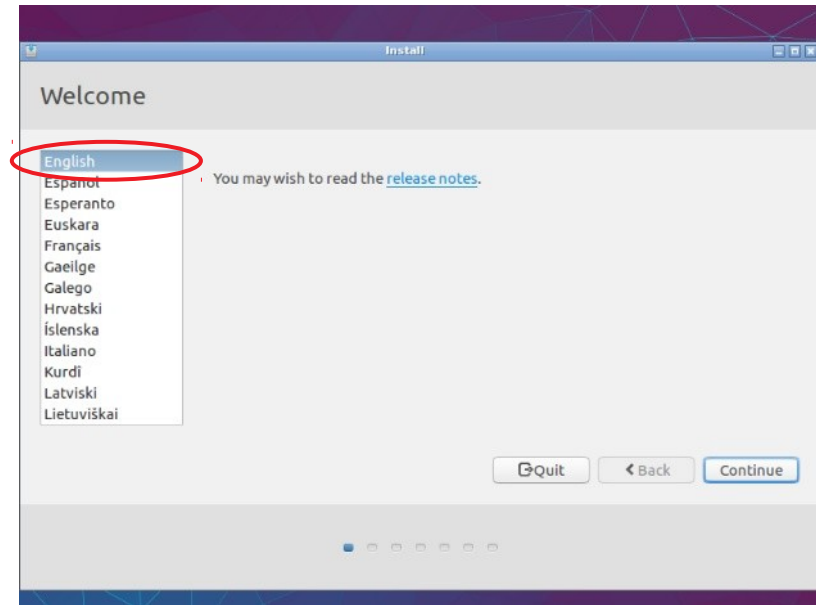 Install
Welcome
English
Español
Esperanto
Euskara
Français
Gaeilge
Galego
Hrvatski
Íslenska
Italiano
Kurdî
Latviski
Lietuviškai
You may wish to read the release notes.
Quit
Back
Continue